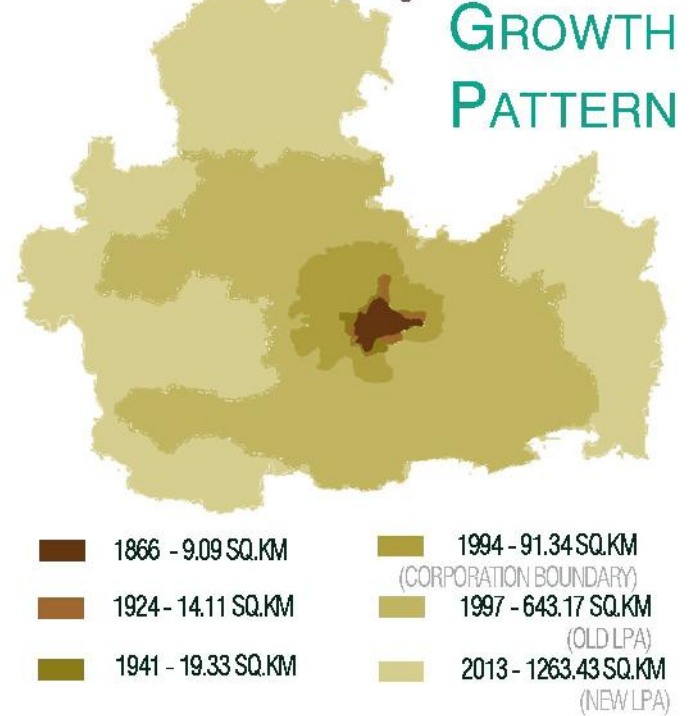 GROWTH
PATTERN
1866 - 9.09 SQ.KM
1924 - 14.11 SQ.KM
1941 - 19.33 SQ.KM
1994 - 91.34 SQ.KM
(CORPORATION BOUNDARY)
1997 - 643.17 SQ.KM
(OLD LPA)
2013 - 1263.43 SQ.KM
(NEW LPA)